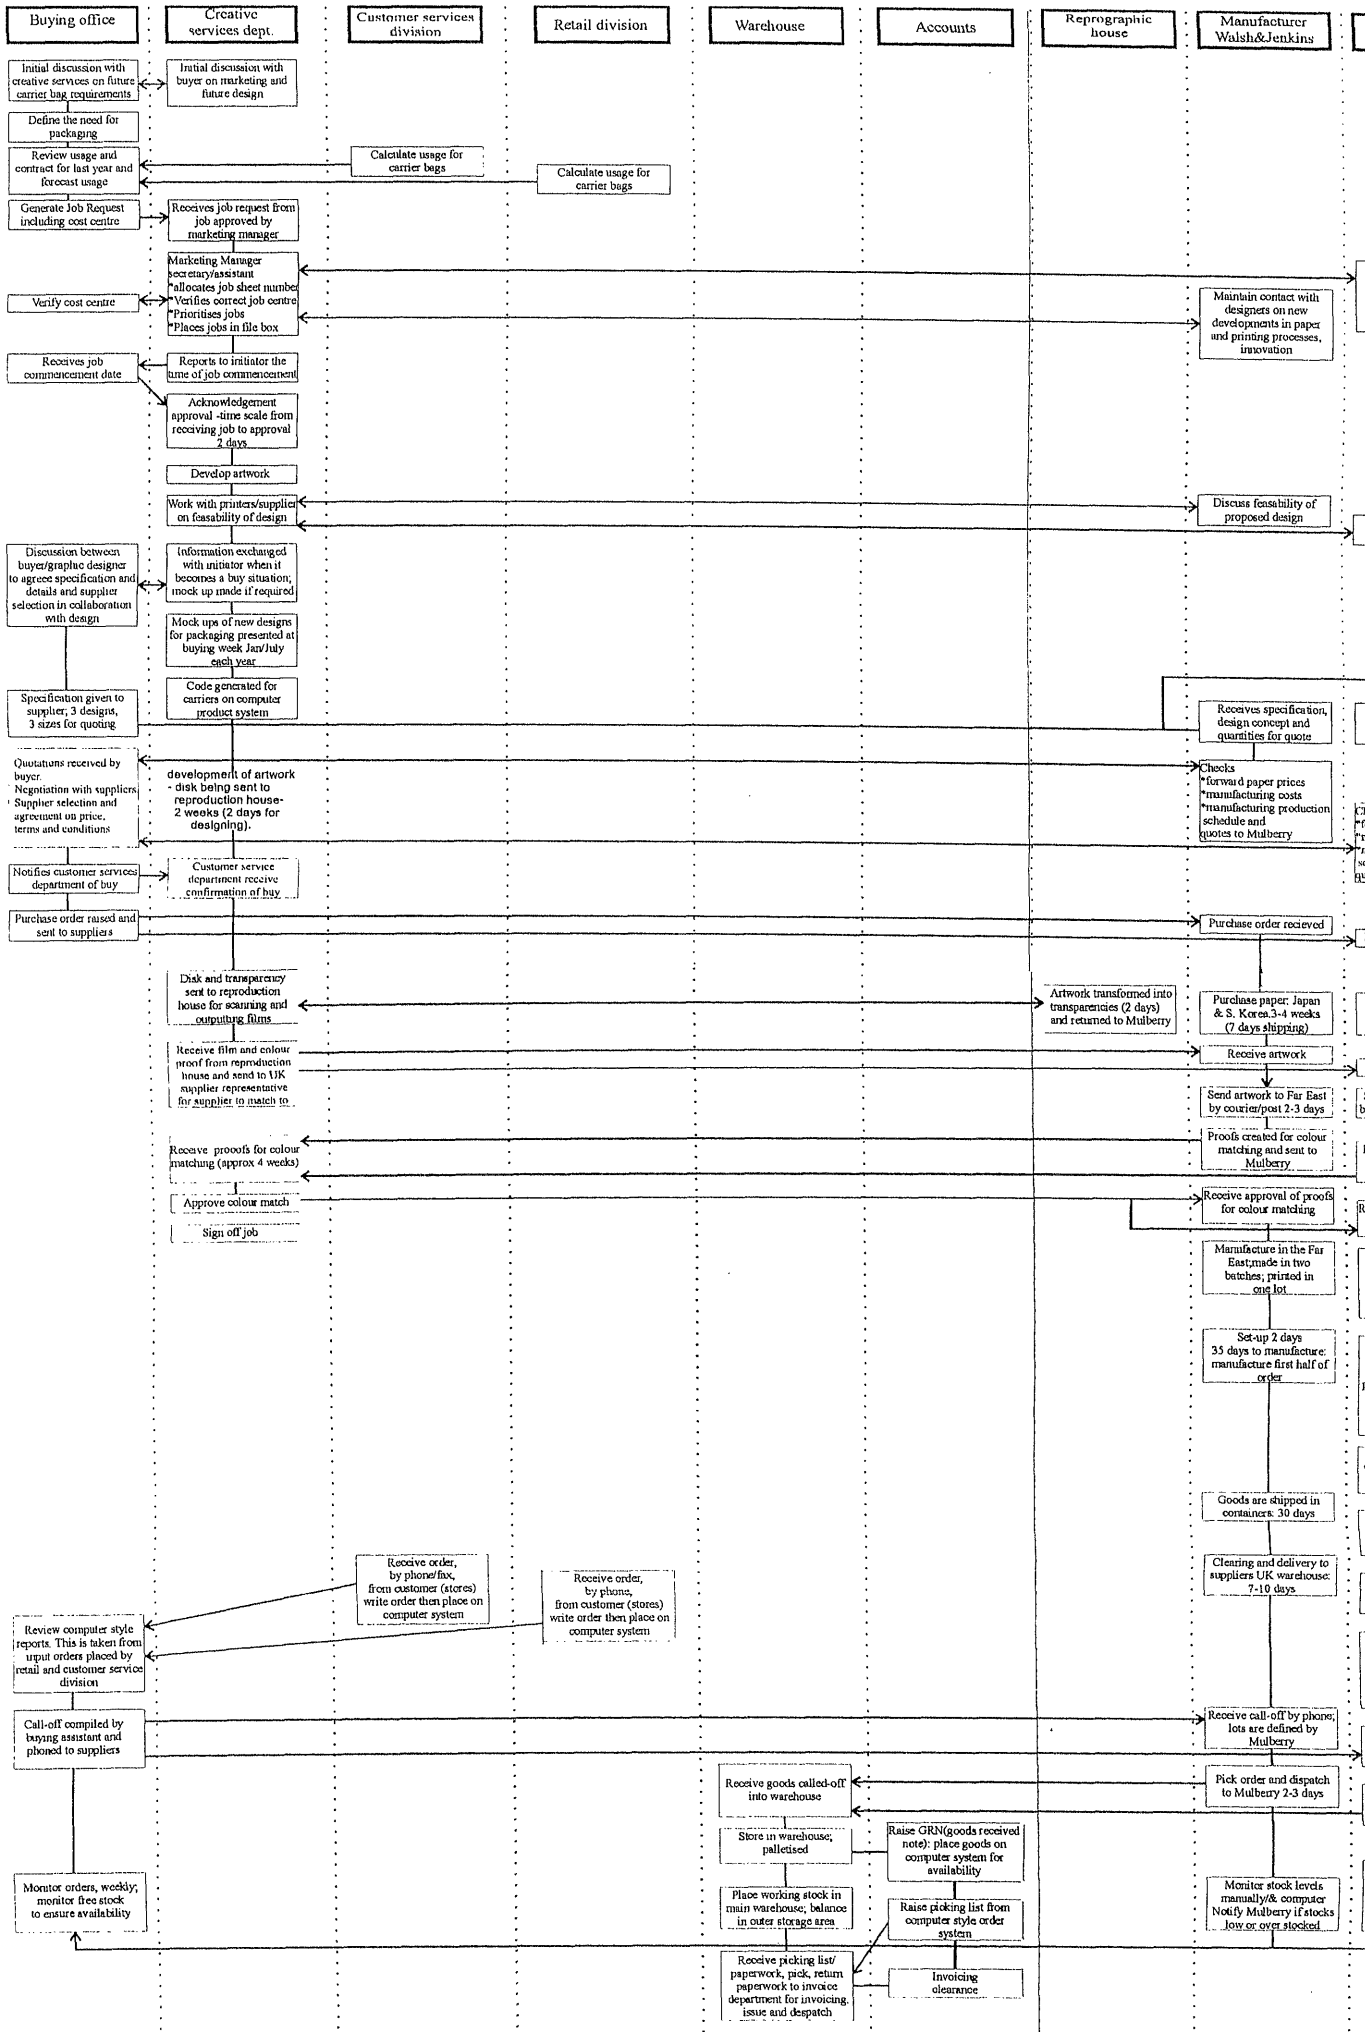 Buying office
Creative
services dept.
Customer services
division
Retail division
Warehouse
Accounts
Reprographic
house
Manufacturer
Walsh&Jenkins
Initial discussion with
creative services on future
carrier bag requirements
Initial discussion with
buyer on marketing and
future design
Define the need for
packaging
Review usage and
contract for last year and
forecast usage
Calculate usage for
carrier bags
Calculate usage for
carrier bags
Generate Job Request
including cost centre
Receives job request from
job approved by
marketing manager
Marketing Manager
secretary/assistant
*allocates job sheet number
*Verifies correct job centre
*Prioritises jobs
*Places jobs in file box
Verify cost centre
Maintain contact with
designers on new
developments in paper
and printing processes,
innovation
Receives job
commencement date
Reports to initiator the
time of job commencement
Acknowledgement
approval -time scale from
receiving job to approval
2 days
Develop artwork
Work with printers/supplier
on feasability of design
Discuss feasability of
proposed design
Discussion between
buyer/graphic designer
to agreee specification and
details and supplier
selection in collaboration
with design
Information exchanged
with initiator when it
becomes a buy situation;
mock up made if required
Mock ups of new designs
for packaging presented at
buying week Jan/July
each year
Code generated for
carriers on computer
product system
Specification given to
supplier; 3 designs,
3 sizes for quoting
Receives specification,
design concept and
quantities for quote
Quotations received by
buyer.
Negotiation with suppliers
Supplier selection and
agreement on price,
terms and conditions
development of artwork
- disk being sent to
reproduction house-
2 weeks (2 days for
designing).
Checks
*forward paper prices
*manufacturing costs
*manufacturing production
schedule and
quotes to Mulberry
Notifies customer services
department of buy
Customer service
department receive
confirmation of buy
Purchase order raised and
sent to suppliers
Purchase order recieved
Disk and transparency
sent to reproduction
house for scanning and
outputting films
Artwork transformed into
transparencies (2 days)
and returned to Mulberry
Purchase paper: Japan
& S. Korea.3-4 weeks
(7 days shipping)
Receive film and colour
proof from reproduction
house and send to UK
supplier representative
for supplier to match to
Receive artwork
Send artwork to Far East
by courier/post 2-3 days
Receive prooofs for colour
matching (approx 4 weeks)
Proofs created for colour
matching and sent to
Mulberry
Approve colour match
Receive approval of proofs
for colour matching
Sign off job
Manufacture in the Far
East;made in two
batches; printed in
one lot
Set-up 2 days
35 days to manufacture:
manufacture first half of
order
Goods are shipped in
containers: 30 days
Receive order,
by phone/fax,
from customer (stores)
write order then place on
computer system
Receive order,
by phone,
from customer (stores)
write order then place on
computer system
Clearing and delivery to
suppliers UK warehouse:
7-10 days
Review computer style
reports. This is taken from
input orders placed by
retail and customer service
division
Call-off compiled by
buying assistant and
phoned to suppliers
Receive call-off by phone;
lots are defined by
Mulberry
Receive goods called-off
into warehouse
Pick order and dispatch
to Mulberry 2-3 days
Store in warehouse;
palletised
Raise GRN(goods received
note): place goods on
computer system for
availability
Monitor orders, weekly;
monitor free stock
to ensure availability
Place working stock in
main warehouse; balance
in outer storage area
Raise picking list from
computer style order
system
Monitor stock levels
manually/& computer
Notify Mulberry if stocks
low or over stocked
Receive picking list/
paperwork, pick, return
paperwork to invoice
department for invoicing,
issue and despatch
Invoicing
clearance